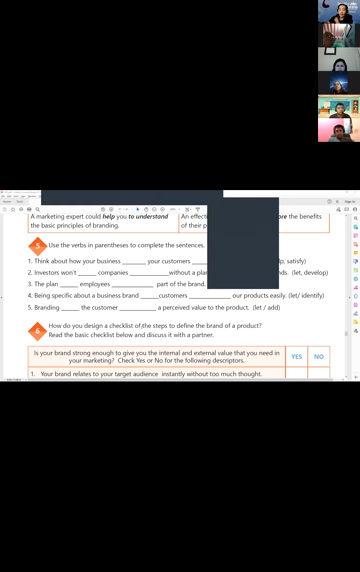 A marketing expert could help you to understand
An effecti
ore the benefits
the basic principles of branding.
of their p
5 Use the verbs in parentheses to complete the sentences.
1. Think about how your business ________ your customers
lp, satisfy)
2. Investors won't ______ companies ____________without a plan
nds. (let, develop)
3. The plan ______ employees _____________ part of the brand.
4. Being specific about a business brand ______customers ____________ our products easily. (let/ identify)
5. Branding ______ the customer ____________ a perceived value to the product. (let / add)
6 How do you design a checklist of the steps to define the brand of a product?
Read the basic checklist below and discuss it with a partner.
Is your brand strong enough to give you the internal and external value that you need in
your marketing? Check Yes or No for the following descriptors.
YES NO
1. Your brand relates to your target audience instantly without too much thought.